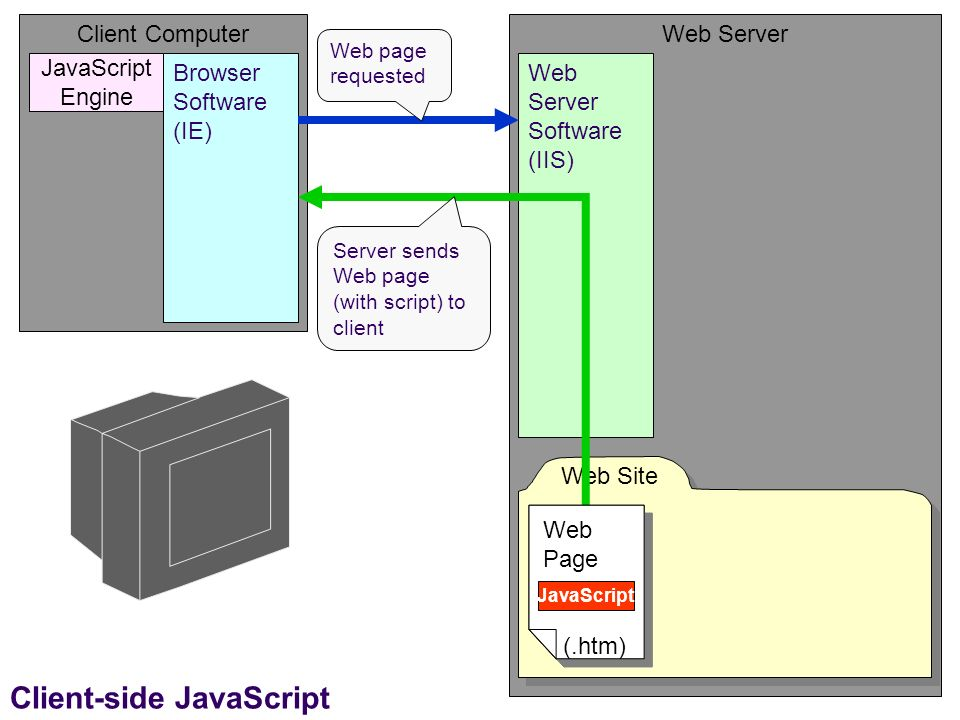 Client Computer
JavaScript
Engine
Browser
Software
(IE)
Web page
requested
Web Server
Web
Server
Software
(IIS)
Server sends
Web page
(with script) to
client
Web Site
Web
Page
JavaScript
(.htm)
Client-side JavaScript